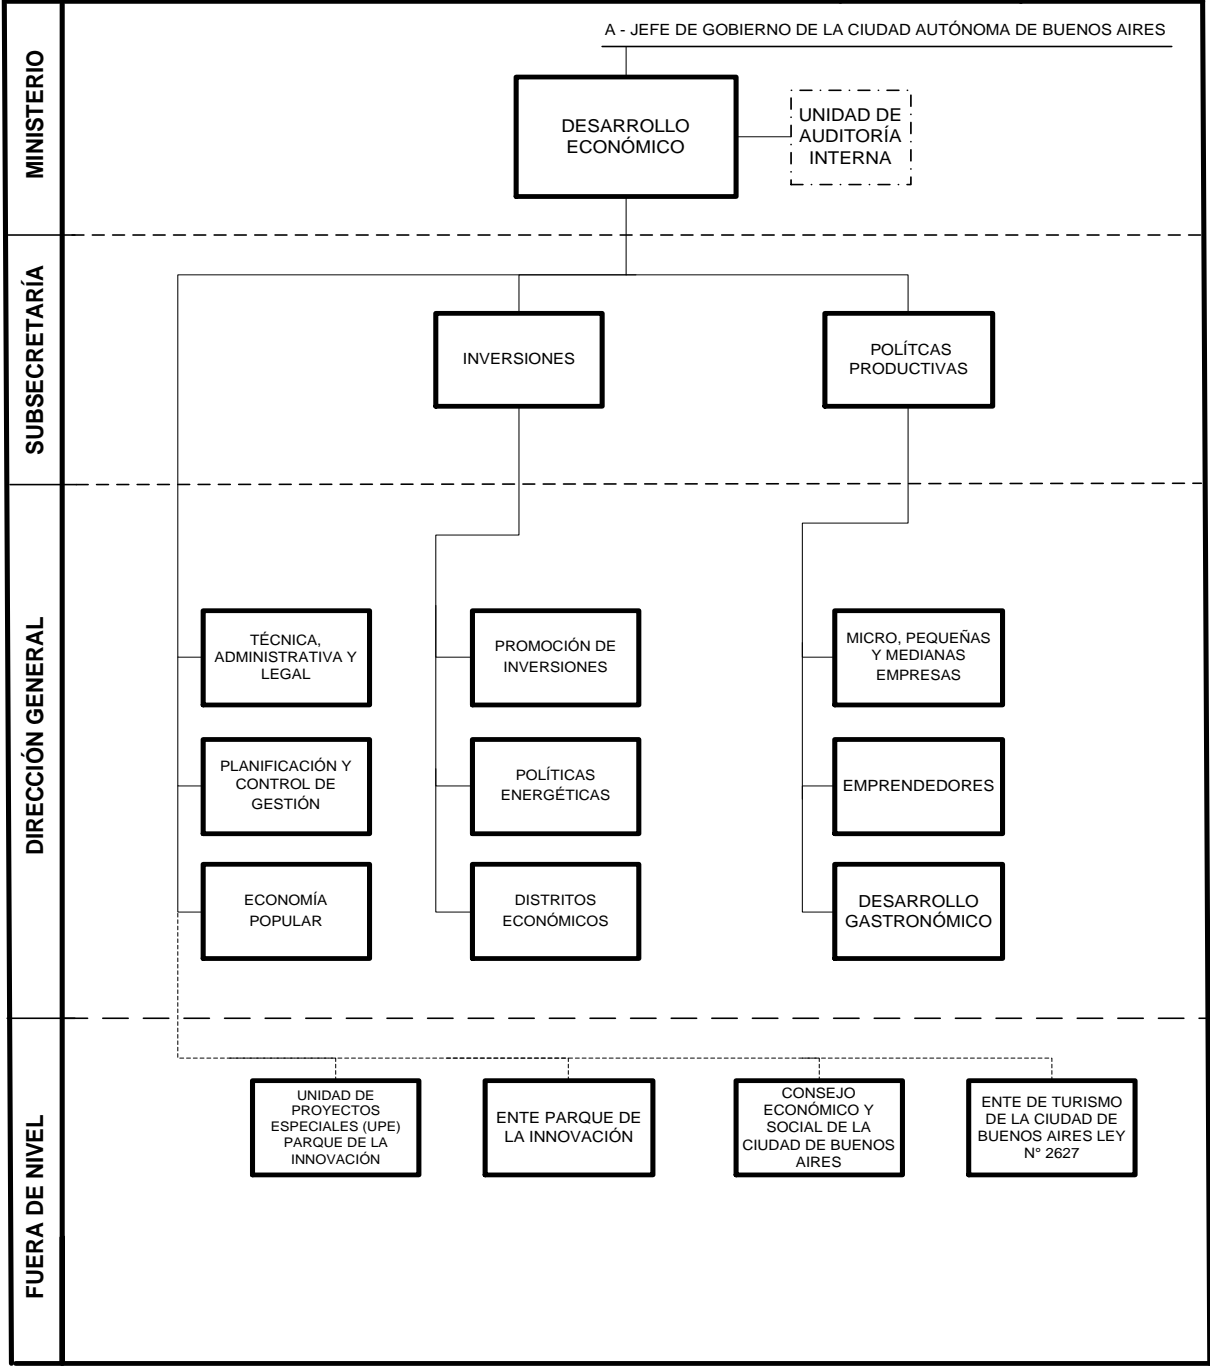 A - JEFE DE GOBIERNO DE LA CIUDAD AUTÓNOMA DE BUENOS AIRES
MINISTERIO
DESARROLLO
ECONÓMICO
UNIDAD DE
AUDITORÍA
INTERNA
SUBSECRETARÍA
INVERSIONES
POLÍTCAS
PRODUCTIVAS
DIRECCIÓN GENERAL
TÉCNICA,
ADMINISTRATIVA Y
LEGAL
PROMOCIÓN DE
INVERSIONES
MICRO, PEQUEÑAS
Y MEDIANAS
EMPRESAS
PLANIFICACIÓN Y
CONTROL DE
GESTIÓN
POLÍTICAS
ENERGÉTICAS
EMPRENDEDORES
ECONOMÍA
POPULAR
DISTRITOS
ECONÓMICOS
DESARROLLO
GASTRONÓMICO
FUERA DE NIVEL
UNIDAD DE
PROYECTOS
ESPECIALES (UPE)
PARQUE DE LA
INNOVACIÓN
ENTE PARQUE DE
LA INNOVACIÓN
CONSEJO
ECONÓMICO Y
SOCIAL DE LA
CIUDAD DE BUENOS
AIRES
ENTE DE TURISMO
DE LA CIUDAD DE
BUENOS AIRES LEY
N° 2627